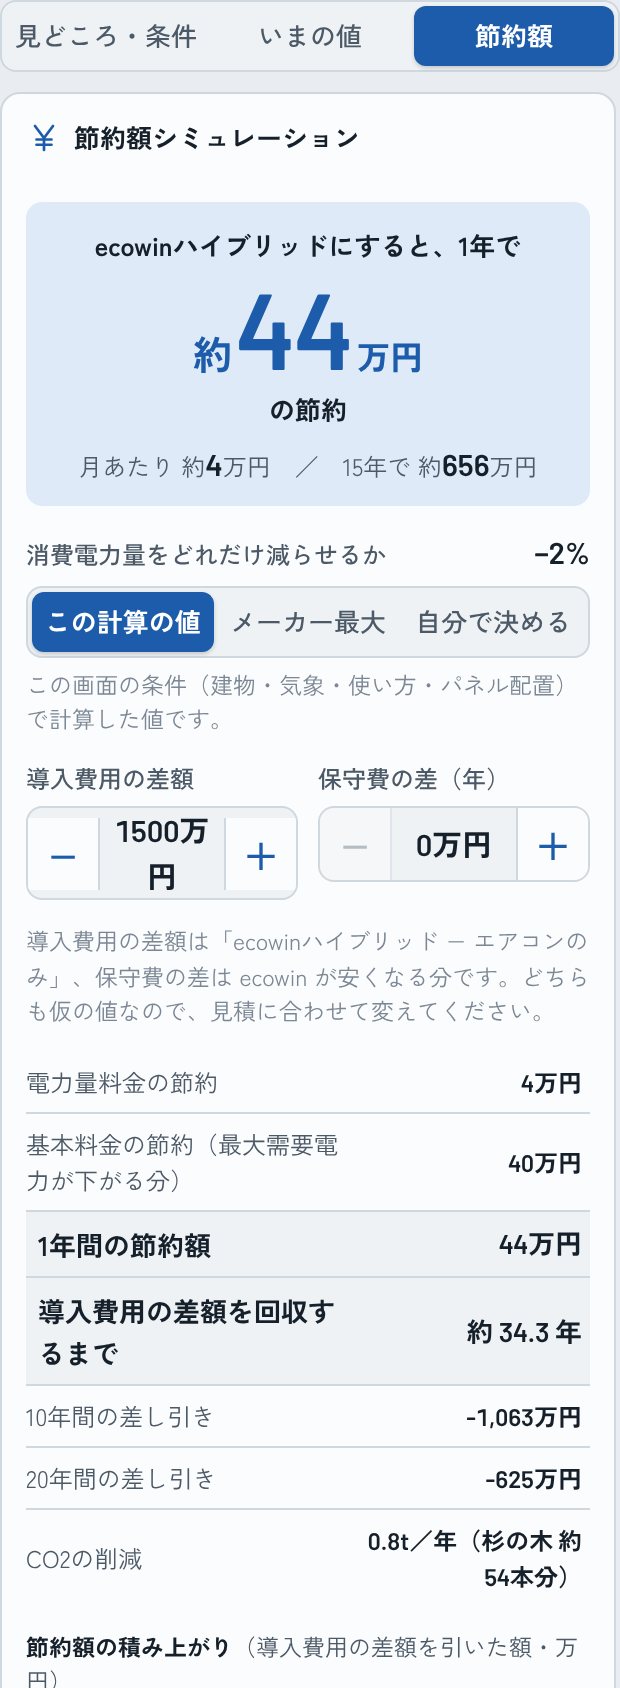 見どころ・条件 いまの値 節約額
¥ 節約額シミュレーション
ecowinハイブリッドにすると、1年で
約44万円
の節約
月あたり 約4万円 ／ 15年で 約656万円
消費電力量をどれだけ減らせるか −2%
この計算の値 メーカー最大 自分で決める
この画面の条件（建物・気象・使い方・パネル配置）
で計算した値です。
導入費用の差額 保守費の差（年）
− 1500万 +
円
− 0万円 +
導入費用の差額は「ecowinハイブリッド − エアコンの
み」、保守費の差は ecowin が安くなる分です。どちら
も仮の値なので、見積に合わせて変えてください。
電力量料金の節約 4万円
基本料金の節約（最大需要電
力が下がる分） 40万円
1年間の節約額 44万円
導入費用の差額を回収す
るまで 約 34.3 年
10年間の差し引き -1,063万円
20年間の差し引き -625万円
CO2の削減 0.8t／年（杉の木 約
54本分）
節約額の積み上がり（導入費用の差額を引いた額・万
円）